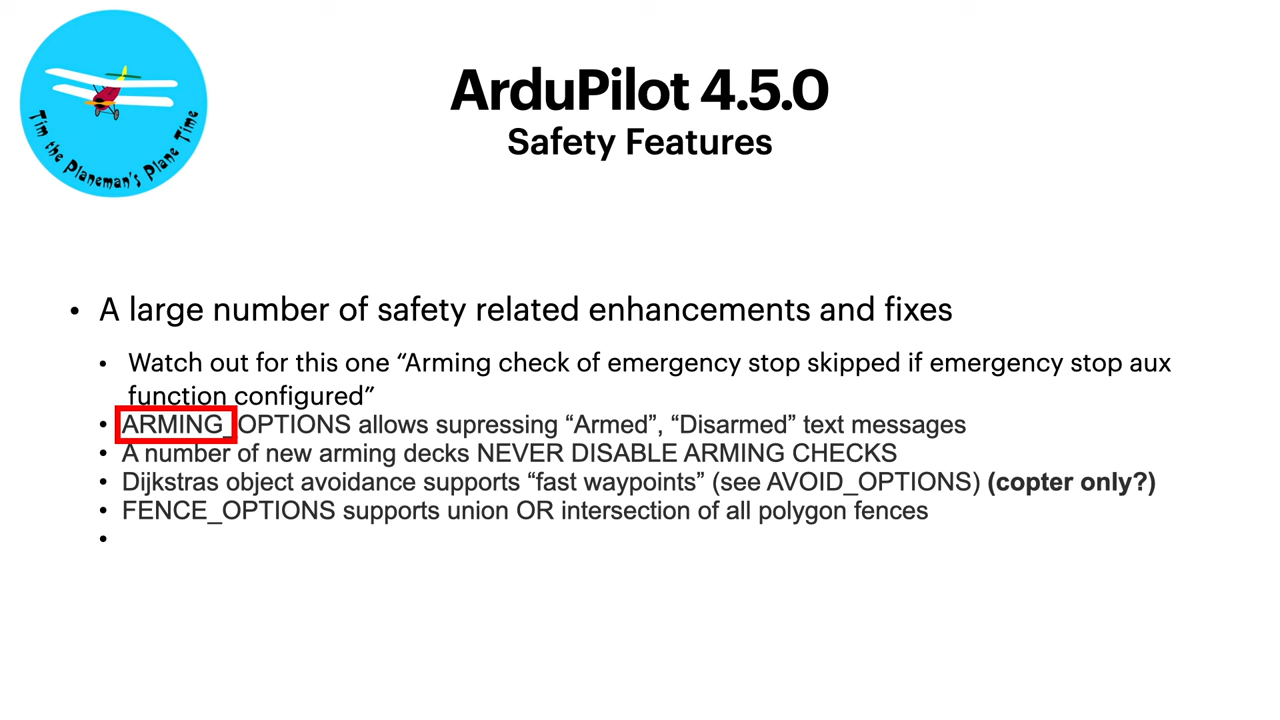 Tim the Planeman's Plane Time
ArduPilot 4.5.0
Safety Features
• A large number of safety related enhancements and fixes
• Watch out for this one “Arming check of emergency stop skipped if emergency stop aux
function configured”
• ARMING_OPTIONS allows supressing “Armed”, “Disarmed” text messages
• A number of new arming decks NEVER DISABLE ARMING CHECKS
• Dijkstras object avoidance supports “fast waypoints” (see AVOID_OPTIONS) (copter only?)
• FENCE_OPTIONS supports union OR intersection of all polygon fences
•